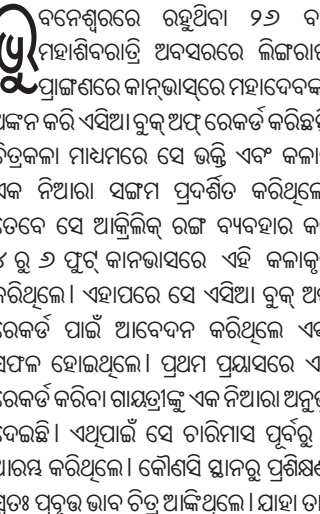 ଭୁବନେଶ୍ୱରରେ ରହୁଥିବା ୨୬ ବ
ମହାଶିବରାତ୍ରି ଅବସରରେ ଲିଙ୍ଗରା
ପ୍ରାଙ୍ଗଣରେ କାନ୍‌ଭାସ୍‌ରେ ମହାଦେବଙ୍କ
ଅଙ୍କନ କରି ଏସିଆ ବୁକ୍ ଅଫ୍ ରେକର୍ଡ କରିଛନ୍ତି
ଚିତ୍ରକଳା ମାଧ୍ୟମରେ ସେ ଭକ୍ତି ଏବଂ କଳା
ଏକ ନିଆରା ସଙ୍ଗମ ପ୍ରଦର୍ଶିତ କରିଥିଲେ
ତେବେ ସେ ଆକ୍ରିଲିକ୍ ରଙ୍ଗ ବ୍ୟବହାର କ
୪ ରୁ ୬ ଫୁଟ୍ କାନଭାସରେ ଏହି କଳାକୃ
କରିଥିଲେ। ଏହାପରେ ସେ ଏସିଆ ବୁକ୍ ଅ
ରେକର୍ଡ ପାଇଁ ଆବେଦନ କରିଥିଲେ ଏ
ସଫଳ ହୋଇଥିଲେ। ପ୍ରଥମ ପ୍ରୟାସରେ ଏ
ରେକର୍ଡ କରିବା ଗାୟତ୍ରୀଙ୍କୁ ଏକ ନିଆରା ଅନୁଭୂ
ଦେଇଛି। ଏଥିପାଇଁ ସେ ଚାରିମାସ ପୂର୍ବରୁ
ଆରମ୍ଭ କରିଥିଲେ। କୌଣସି ସ୍ଥାନରୁ ପ୍ରଶିକ୍ଷଣ
ସ୍ୱତଃ ପ୍ରବୃତ୍ତ ଭାବ ଚିତ୍ର ଆଙ୍କିଥିଲେ। ଯାହା ତା